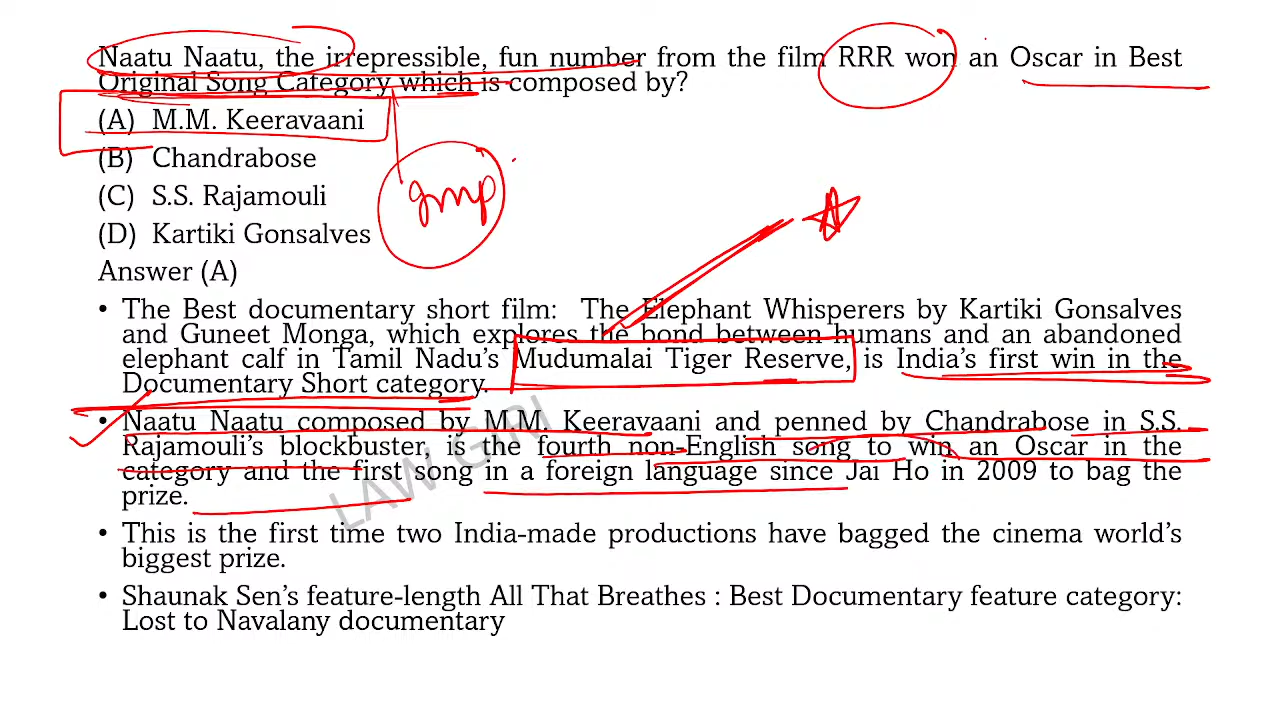 Naatu Naatu, the irrepressible, fun number from the film RRR won an Oscar in Best
Original Song Category which is composed by?
(A) M.M. Keeravaani
(B) Chandrabose
(C) S.S. Rajamouli
(D) Kartiki Gonsalves
gmp
Answer (A)
• The Best documentary short film: The Elephant Whisperers by Kartiki Gonsalves
and Guneet Monga, which explores the bond between humans and an abandoned
elephant calf in Tamil Nadu's Mudumalai Tiger Reserve, is India's first win in the
Documentary Short category.
• Naatu Naatu composed by M.M. Keeravaani and penned by Chandrabose in S.S.
Rajamouli's blockbuster, is the fourth non-English song to win an Oscar in the
category and the first song in a foreign language since Jai Ho in 2009 to bag the
prize.
LAW GIRI
• This is the first time two India-made productions have bagged the cinema world's
biggest prize.
• Shaunak Sen's feature-length All That Breathes : Best Documentary feature category:
Lost to Navalany documentary